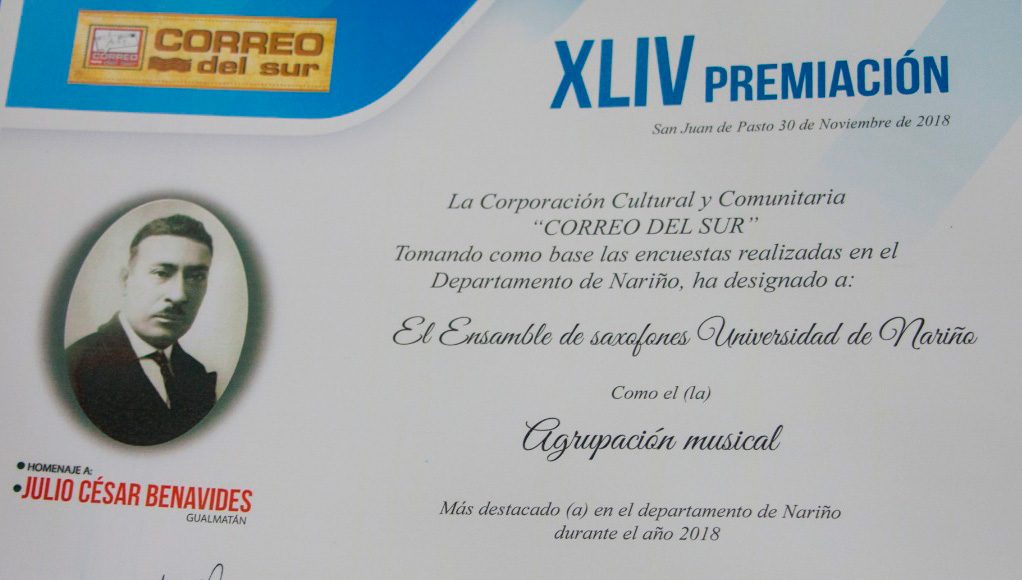 CORREO
del sur
CORREO
XLIV PREMIACIÓN
San Juan de Pasto 30 de Noviembre de 2018
La Corporación Cultural y Comunitaria
“CORREO DEL SUR”
Tomando como base las encuestas realizadas en el
Departamento de Nariño, ha designado a:
El Ensamble de saxofones Universidad de Nariño
Como el (la)
Agrupación musical
Más destacado (a) en el departamento de Nariño
durante el año 2018
HOMENAJE A:
JULIO CÉSAR BENAVIDES
GUALMATÁN